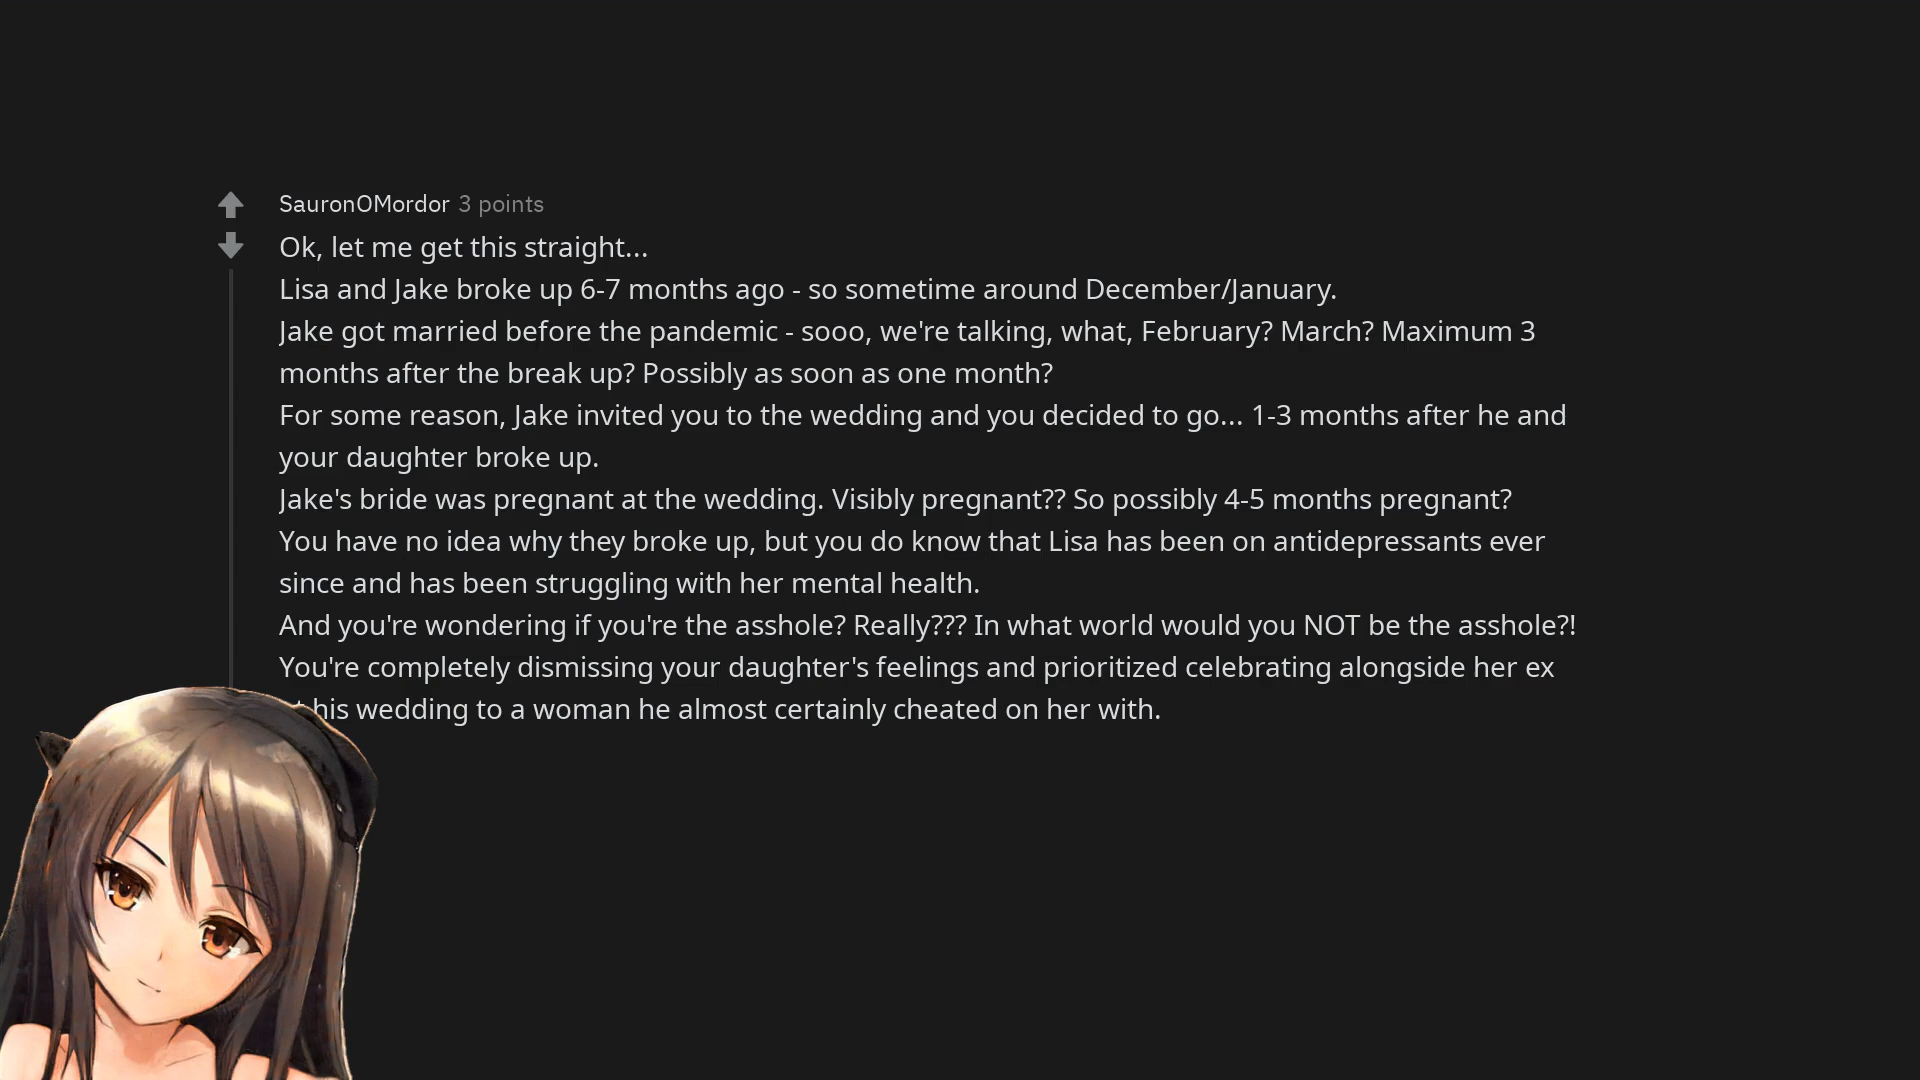 SauronOMordor 3 points
Ok, let me get this straight...
Lisa and Jake broke up 6-7 months ago - so sometime around December/January.
Jake got married before the pandemic - sooo, we're talking, what, February? March? Maximum 3
months after the break up? Possibly as soon as one month?
For some reason, Jake invited you to the wedding and you decided to go... 1-3 months after he and
your daughter broke up.
Jake's bride was pregnant at the wedding. Visibly pregnant?? So possibly 4-5 months pregnant?
You have no idea why they broke up, but you do know that Lisa has been on antidepressants ever
since and has been struggling with her mental health.
And you're wondering if you're the asshole? Really??? In what world would you NOT be the asshole?!
You're completely dismissing your daughter's feelings and prioritized celebrating alongside her ex
his wedding to a woman he almost certainly cheated on her with.